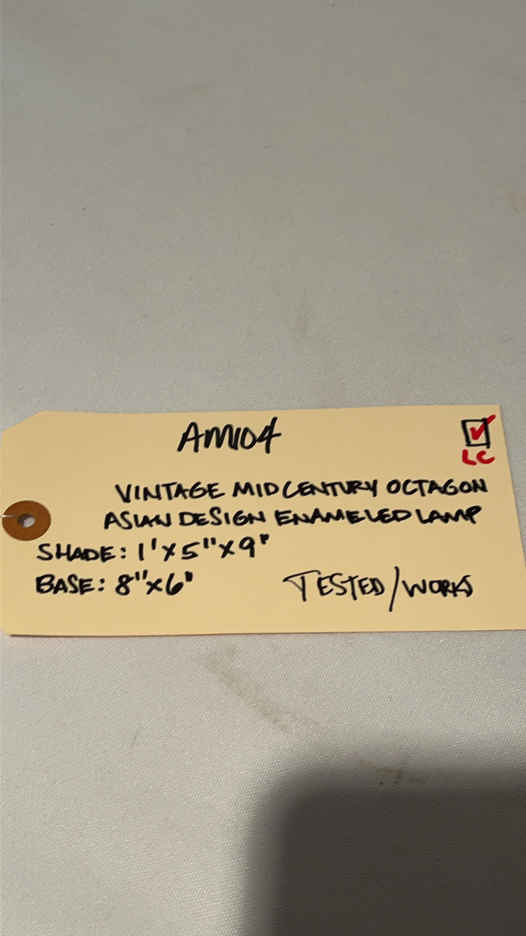 AM104
LC
VINTAGE MID CENTURY OCTAGON
ASIAN DESIGN ENAMELED LAMP
SHADE: 1'X5"X9"
BASE: 8"X6"
TESTED/WORKS